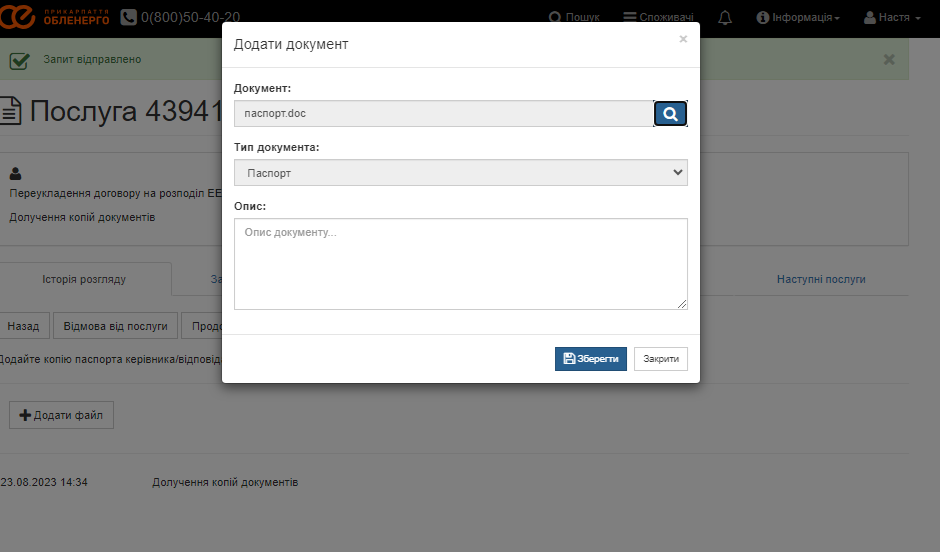 ПРИКАРПАТТЯ
ОБЛЕНЕРГО
0(800)50-40-20
Пошук
Споживачі
Інформація
Настя
Запит відправлено
Послуга 43941
Переукладення договору на розподіл ЕЕ
Долучення копій документів
Історія розгляду
За
Наступні послуги
Назад
Відмова від послуги
Додайте копію паспорта керівника/відповід
Додати файл
23.08.2023 14:34
Долучення копій документів
Додати документ
×
Документ:
паспорт.doc
Тип документа:
Паспорт
Опис:
Опис документу...
Зберегти
Закрити